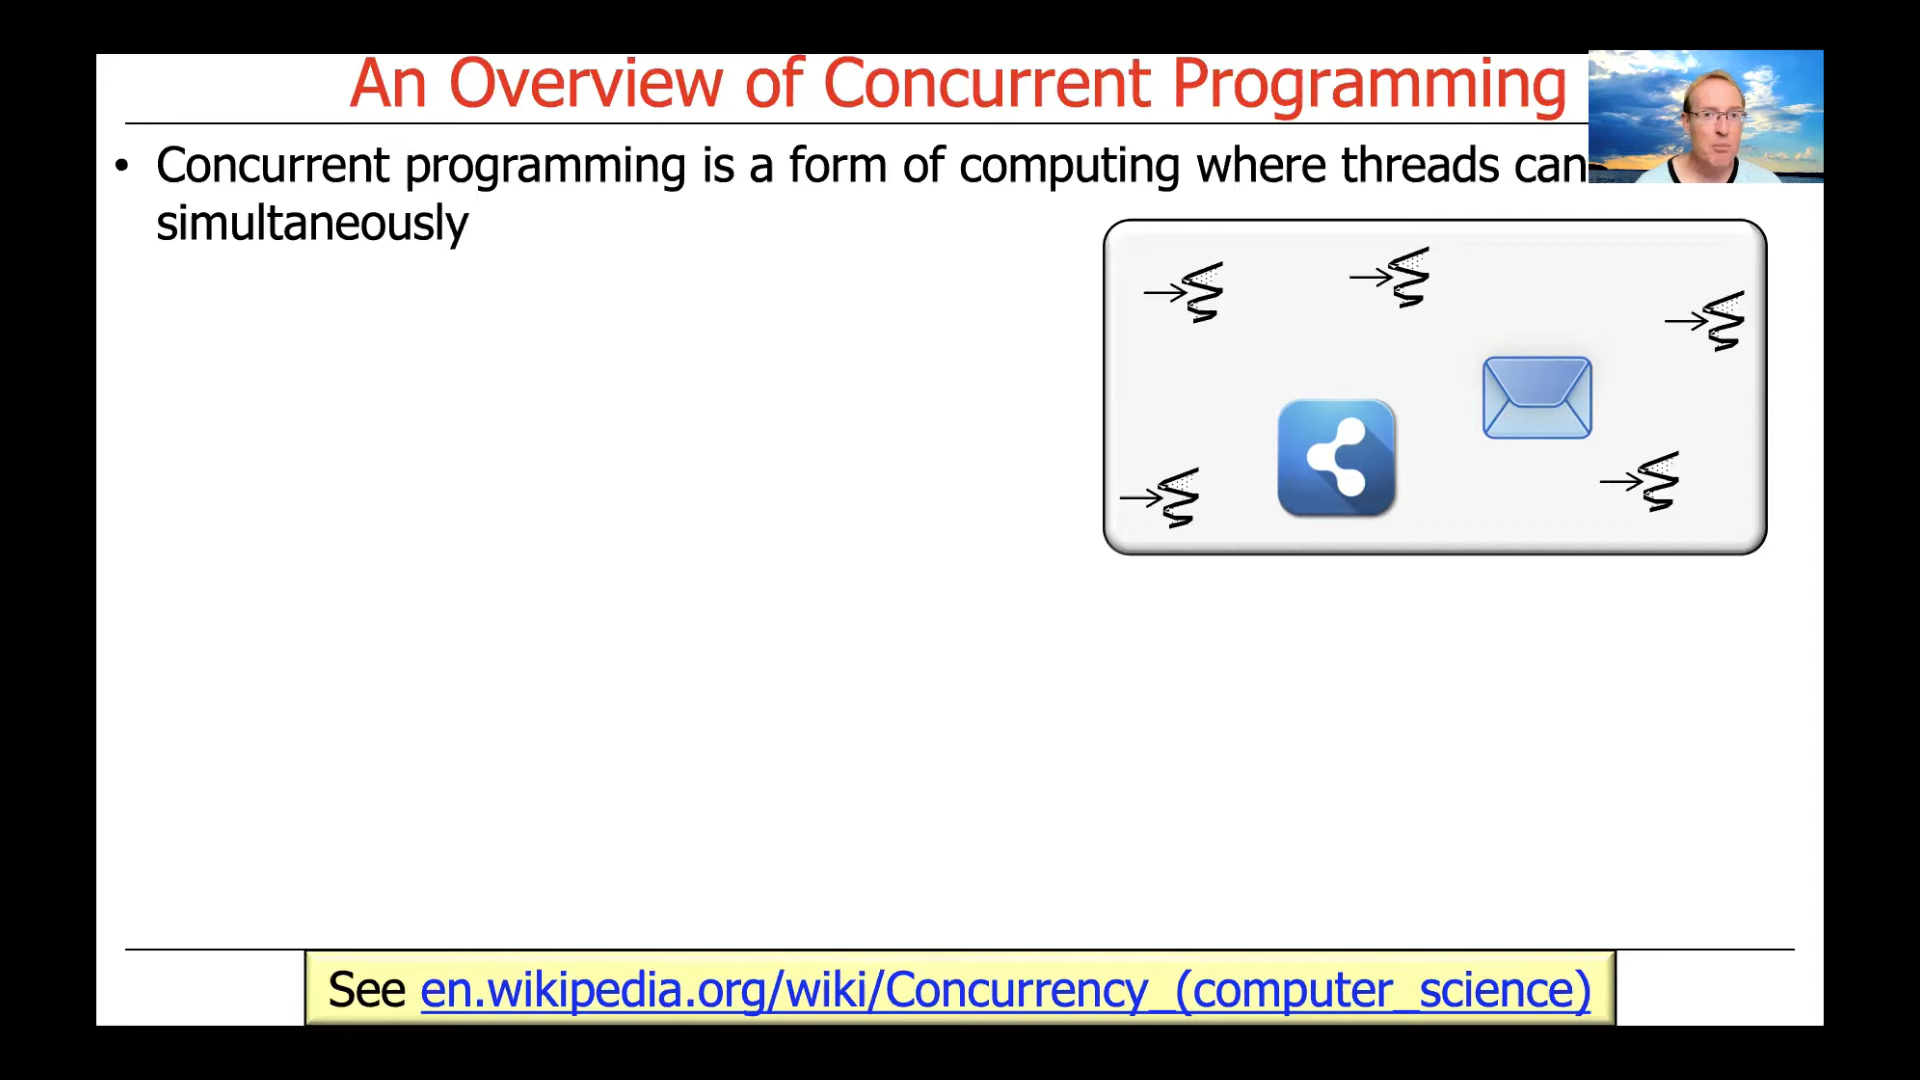 An Overview of Concurrent Programming
• Concurrent programming is a form of computing where threads can
simultaneously
See en.wikipedia.org/wiki/Concurrency_(computer_science)